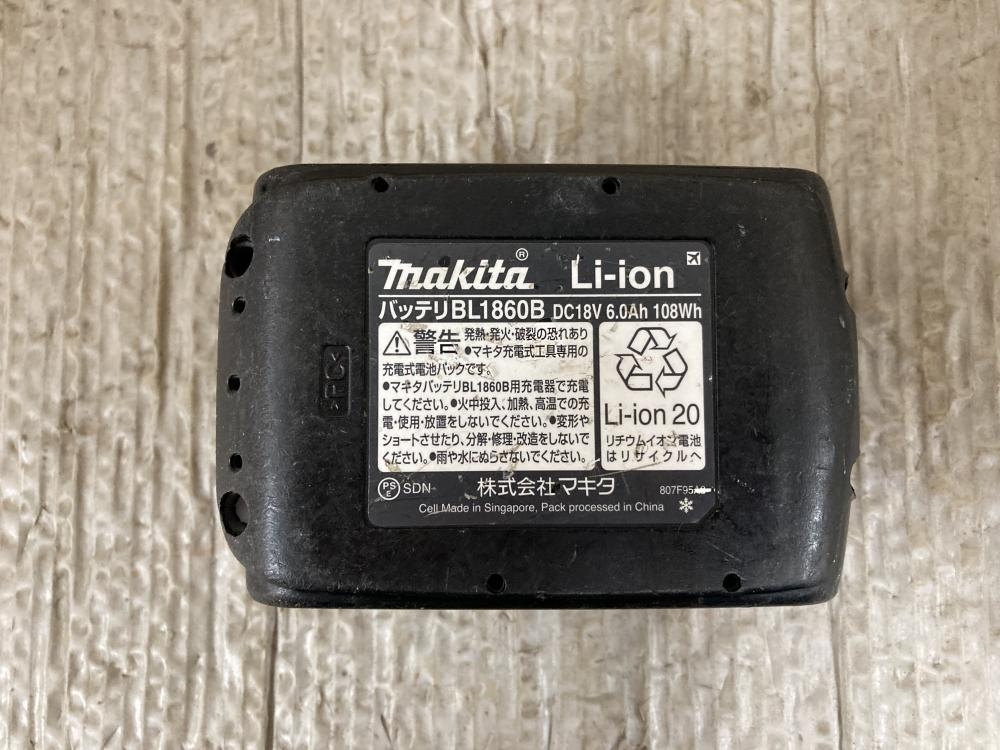 makita® Li-ion
バッテリBL1860B DC18V 6.0Ah 108Wh
警告 発熱・発火・破裂の恐れあり
●マキタ充電式工具専用の
充電式電池パックです。
●マキタバッテリBL1860B用充電器で充電
してください。●火中投入、加熱、高温での充
電・使用・放置をしないでください。●変形や
ショートさせたり、分解・修理・改造をしないで
ください。●雨や水にぬらさないでください。
Li-ion 20
リチウムイオン電池
はリサイクルへ
PS E SDN 株式会社マキタ
Cell Made in Singapore, Pack processed in China
>PC<